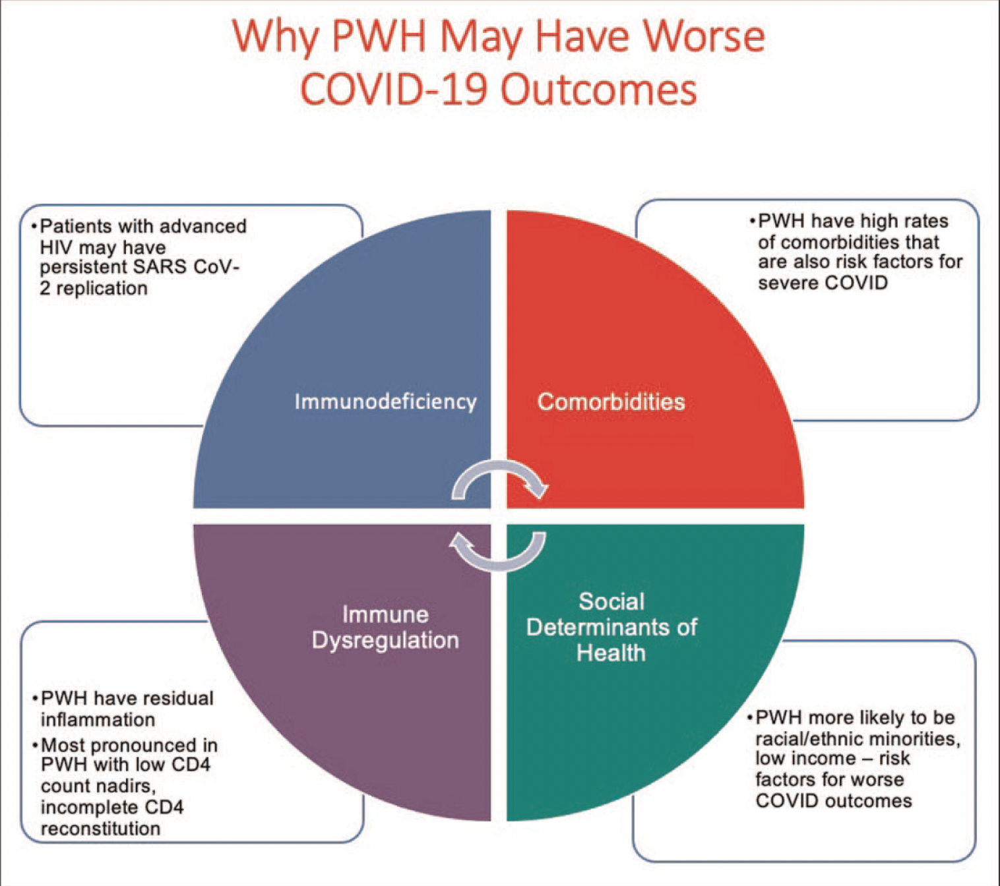 Why PWH May Have Worse
COVID-19 Outcomes
•Patients with advanced
HIV may have
persistent SARS CoV-
2 replication
•PWH have high rates
of comorbidities that
are also risk factors for
severe COVID
Immunodeficiency
Comorbidities
Immune
Dysregulation
Social
Determinants of
Health
•PWH have residual
inflammation
•Most pronounced in
PWH with low CD4
count nadirs,
incomplete CD4
reconstitution
•PWH more likely to be
racial/ethnic minorities,
low income – risk
factors for worse
COVID outcomes